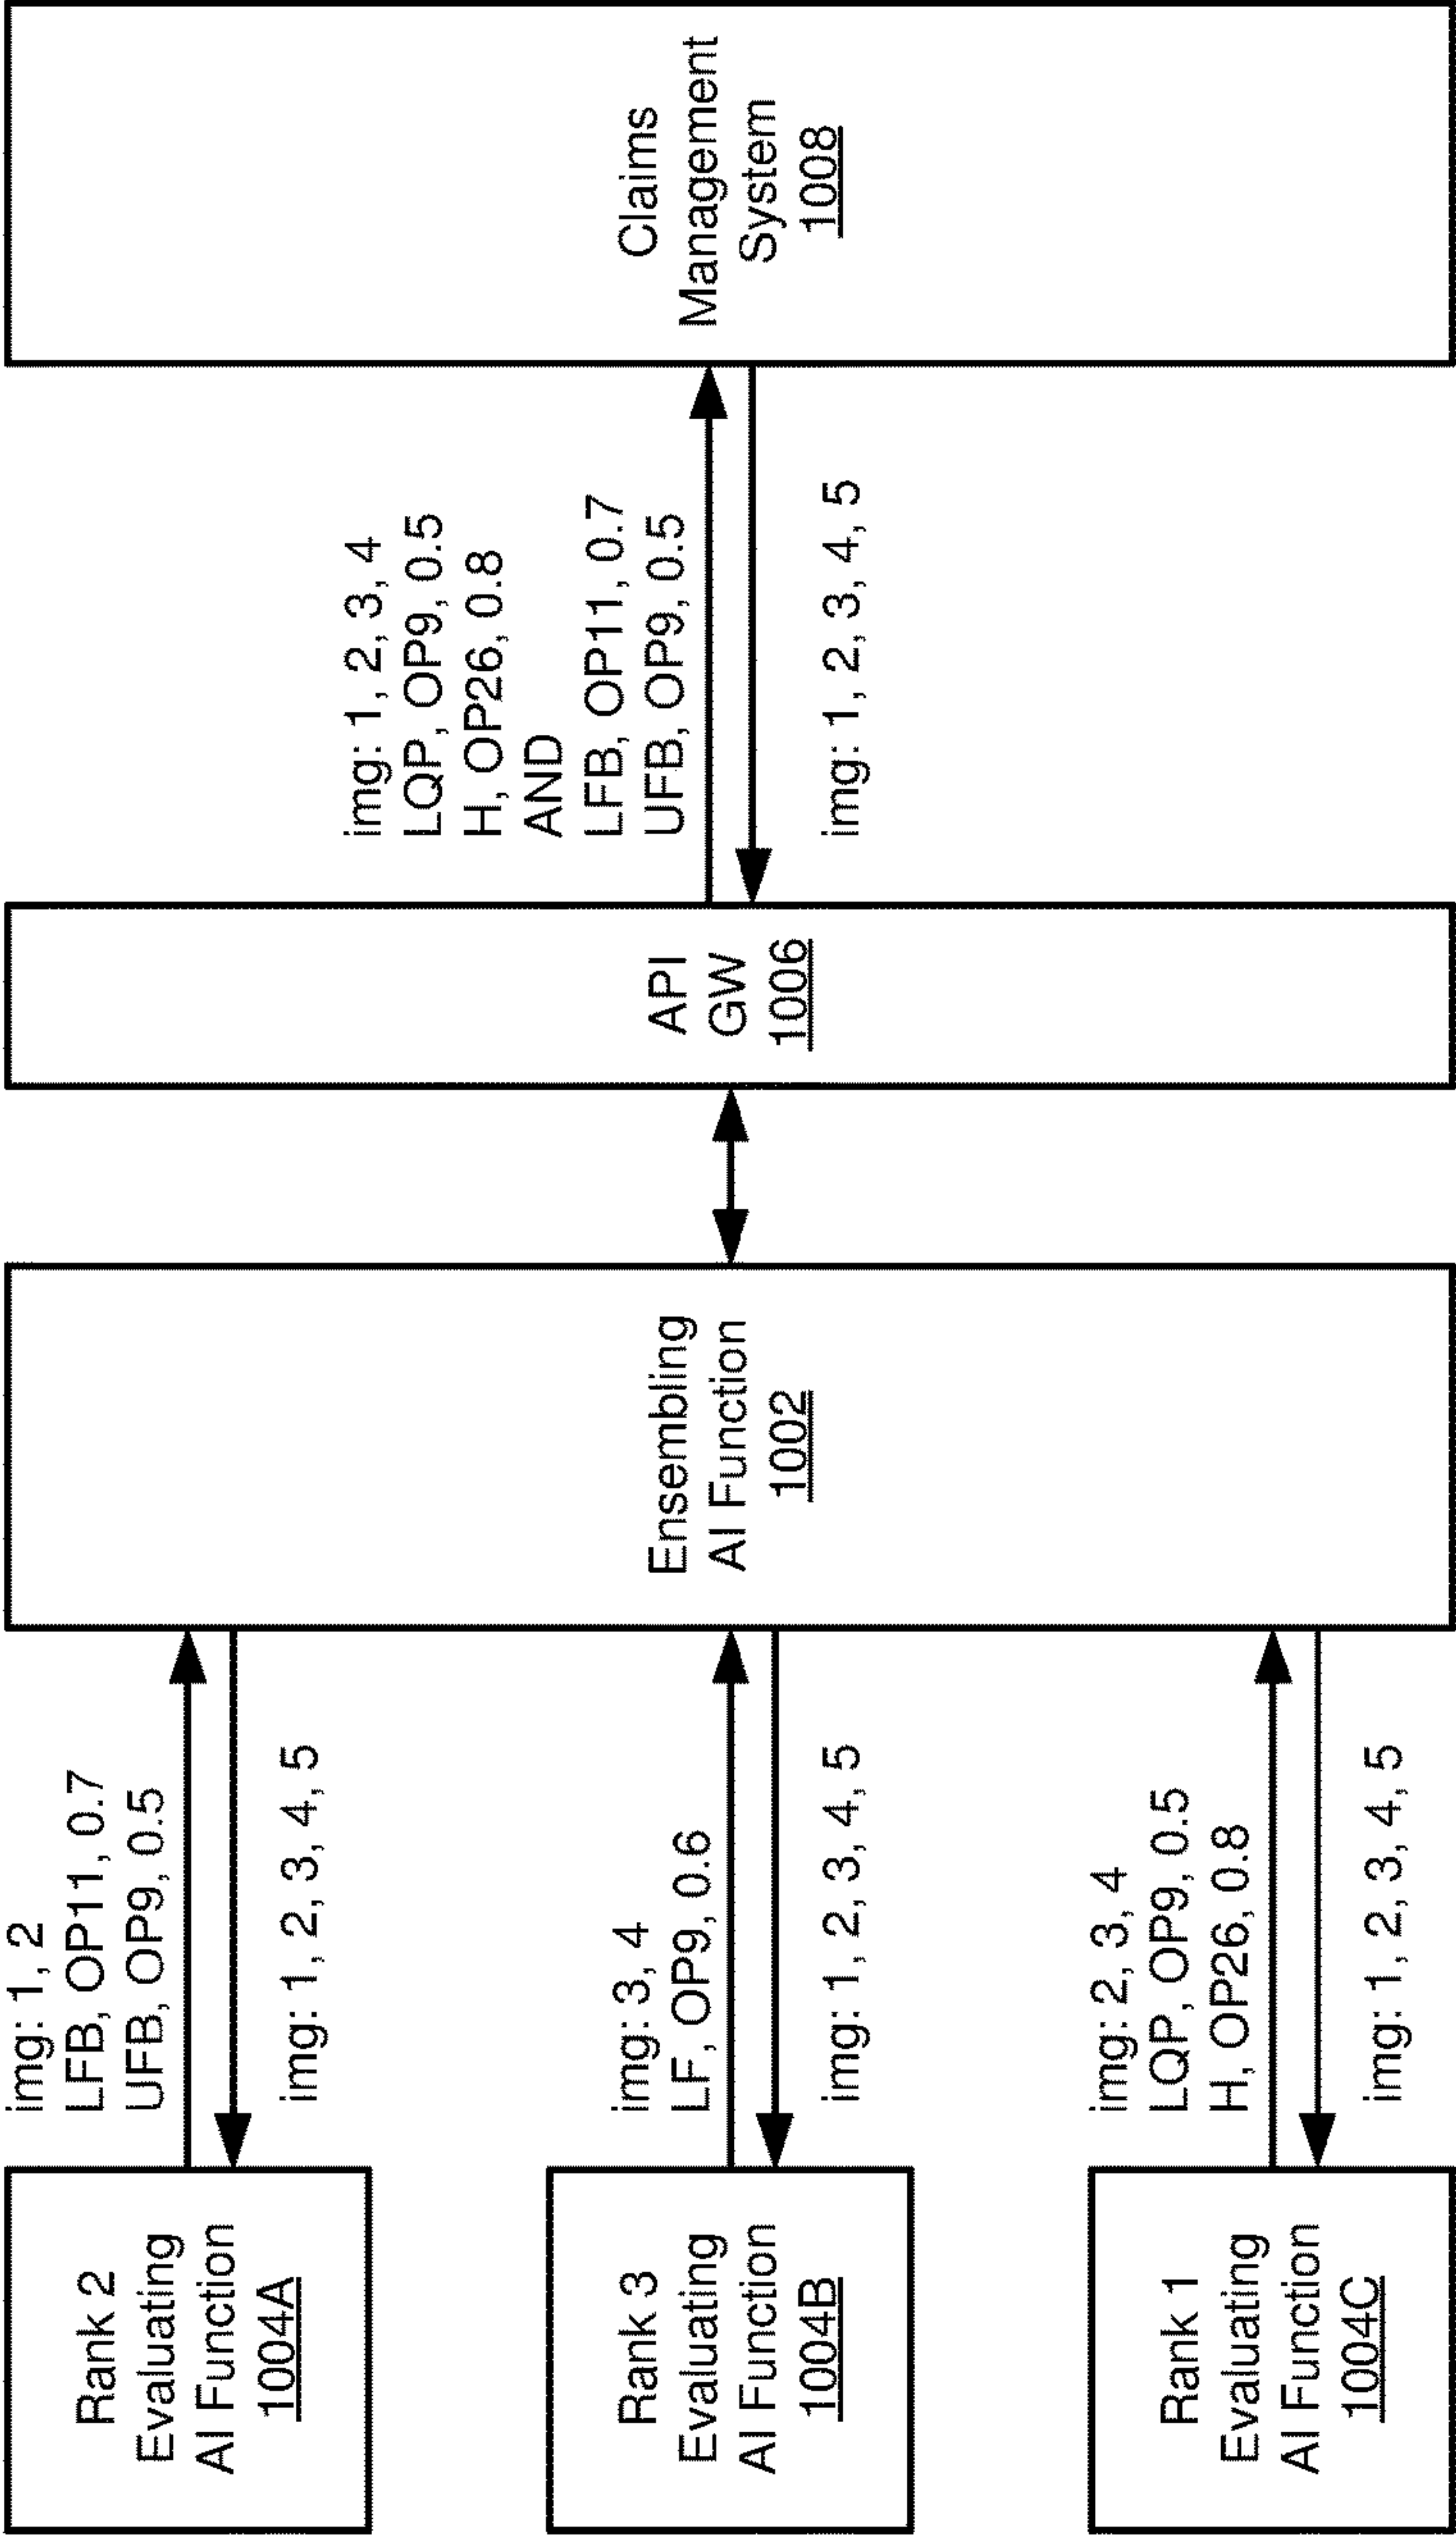 Rank 2
Evaluating
AI Function
1004A
img: 1, 2
LFB, OP11, 0.7
UFB, OP9, 0.5
img: 1, 2, 3, 4, 5
Rank 3
Evaluating
AI Function
1004B
img: 3, 4
LF, OP9, 0.6
img: 1, 2, 3, 4, 5
Rank 1
Evaluating
AI Function
1004C
img: 2, 3, 4
LQP, OP9, 0.5
H, OP26, 0.8
img: 1, 2, 3, 4, 5
Ensembling
AI Function
1002
API
GW
1006
img: 1, 2, 3, 4
LQP, OP9, 0.5
H, OP26, 0.8
AND
LFB, OP11, 0.7
UFB, OP9, 0.5
img: 1, 2, 3, 4, 5
Claims
Management
System
1008